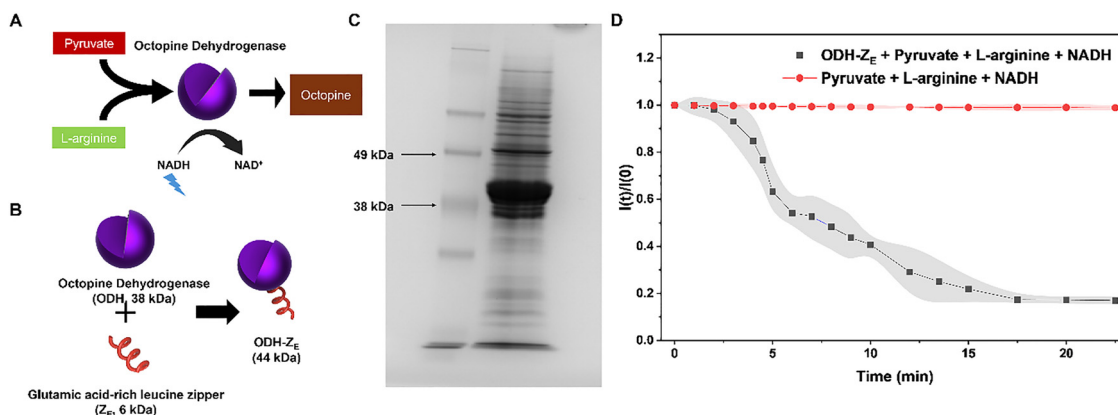 A
Pyruvate
Octopine Dehydrogenase
Octopine
L-arginine
NADH
NAD⁺
B
Octopine Dehydrogenase
(ODH, 38 kDa)
+
ODH-Z_E
(44 kDa)
Glutamic acid-rich leucine zipper
(Z_E, 6 kDa)
C
49 kDa
38 kDa
D
ODH-Z_E + Pyruvate + L-arginine + NADH
Pyruvate + L-arginine + NADH
1.2
1.0
0.8
0.6
0.4
0.2
0.0
I(t)/I(0)
0
5
10
15
20
Time (min)